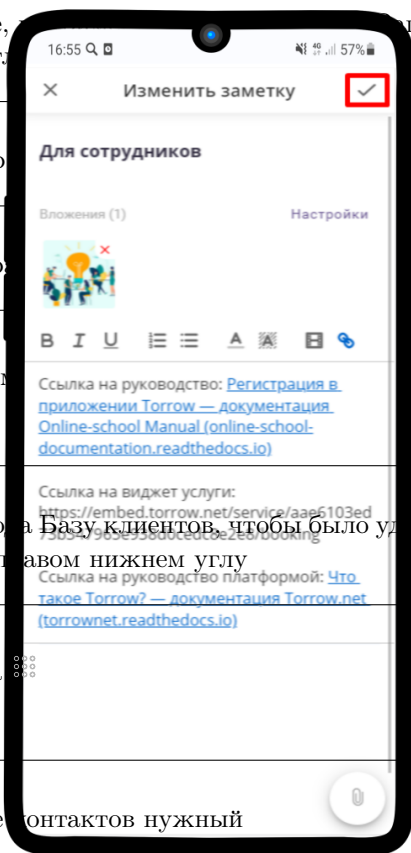 16:55
4G
57%
Изменить заметку
Для сотрудников
Вложения (1)
Настройки
B I U
A A
Ссылка на руководство: Регистрация в
приложении Torrow — документация
Online-school Manual (online-school-
documentation.readthedocs.io)
Ссылка на виджет услуги:
https://embed.torrow.net/service/aae6103ed
а Базу клиентов, чтобы было уд
авом нижнем углу
Ссылка на руководство платформой: Что
такое Torrow? — документация Torrow.net
(torrownet.readthedocs.io)
контактов нужный